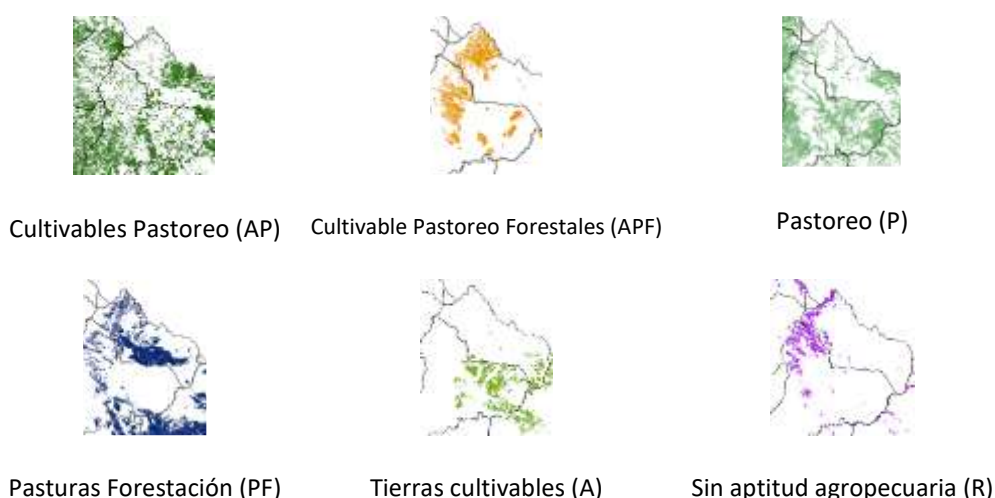 Cultivables Pastoreo (AP)
Cultivable Pastoreo Forestales (APF)
Pastoreo (P)
Pasturas Forestación (PF)
Tierras cultivables (A)
Sin aptitud agropecuaria (R)